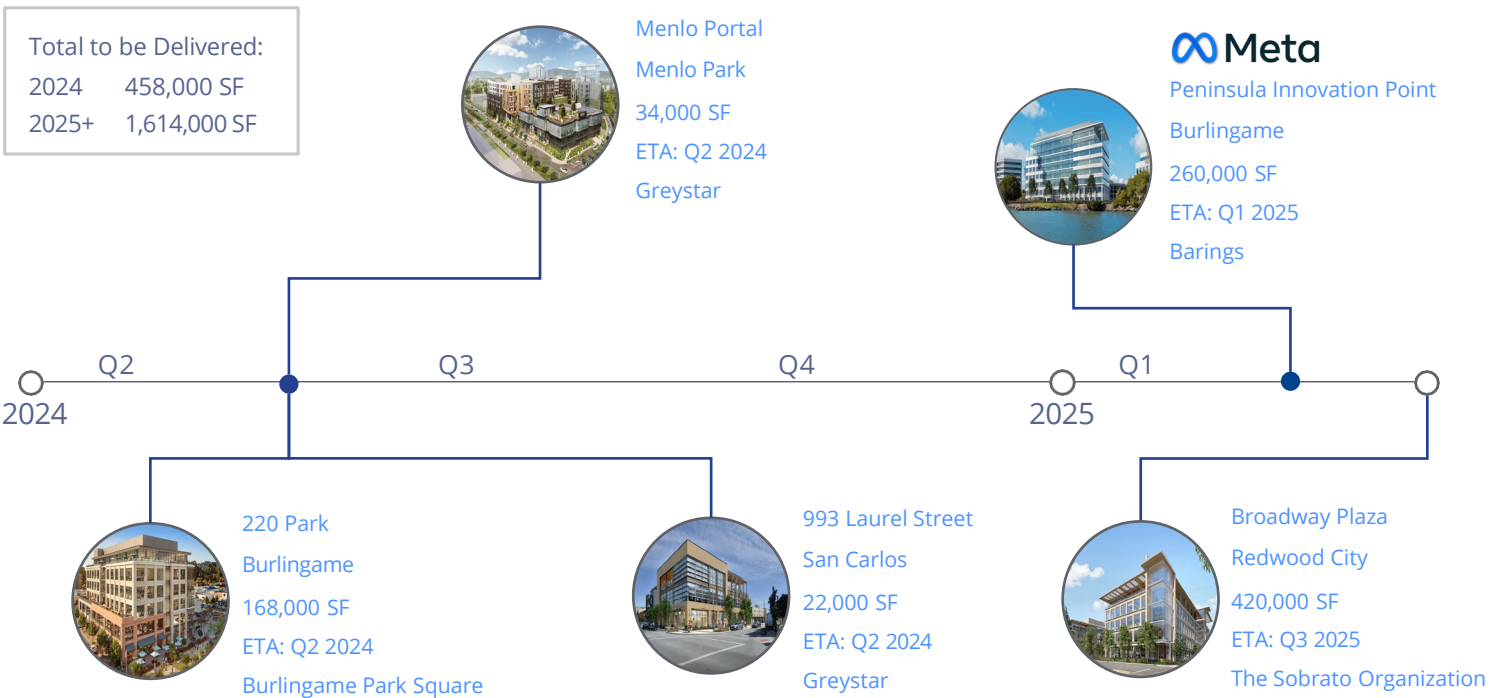 Total to be Delivered:
2024 458,000 SF
2025+ 1,614,000 SF
Menlo Portal
Menlo Park
34,000 SF
ETA: Q2 2024
Greystar
Meta
Peninsula Innovation Point
Burlingame
260,000 SF
ETA: Q1 2025
Barings
Q2 Q3 Q4 Q1
2024 2025
220 Park
Burlingame
168,000 SF
ETA: Q2 2024
Burlingame Park Square
993 Laurel Street
San Carlos
22,000 SF
ETA: Q2 2024
Greystar
Broadway Plaza
Redwood City
420,000 SF
ETA: Q3 2025
The Sobrato Organization